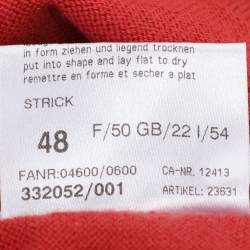 in form ziehen und liegend trocknen
put into shape and lay flat to dry
remettre en forme et secher a plat
STRICK
48 F/50 GB/22 I/54
FANR:04600/0600 CA-NR. 12413
332052/001 ARTIKEL: 23631